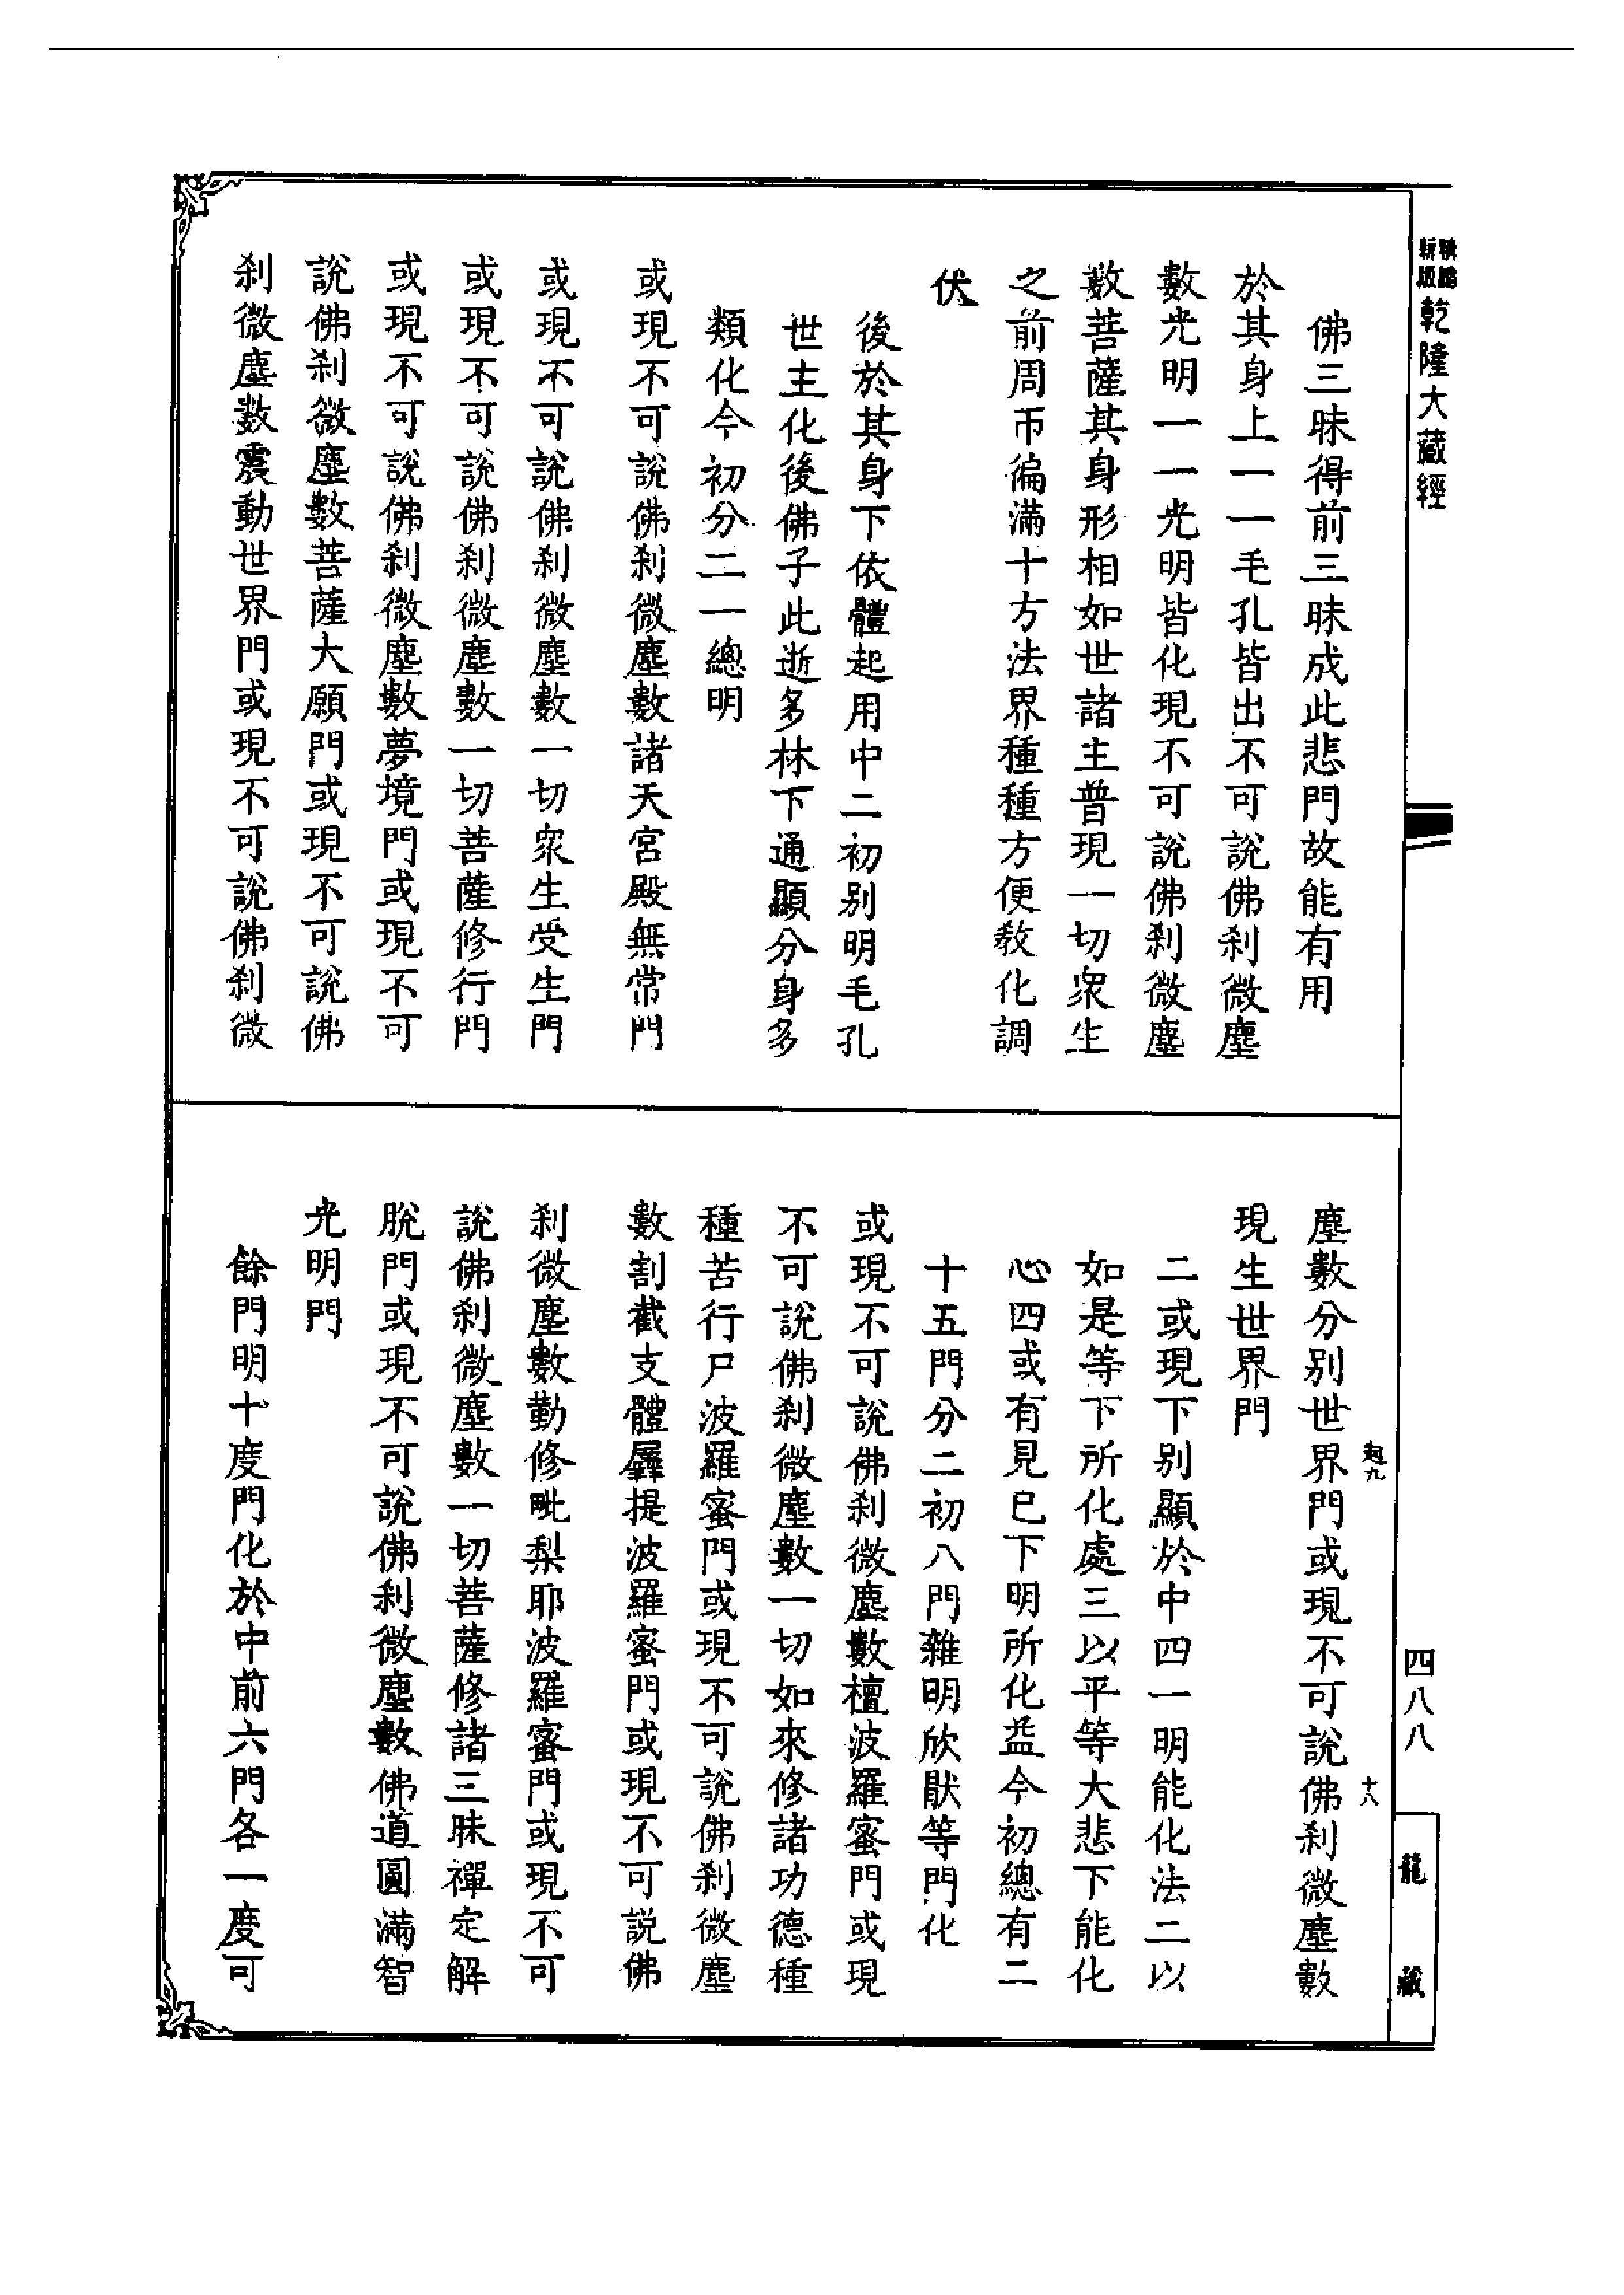 乾隆大藏經
佛三昧得前三昧成此悲門故能有用
於其身上一一毛孔皆出不可說佛刹微塵
數光明一一光明皆化現不可說佛刹微塵
數菩薩其身形相如世諸主普現一切衆生
之前周帀徧滿十方法界種種方便教化調
伏
後於其身下依體起用中二初别明毛孔
世主化後佛子此逝多林下通顯分身多
類化今初分二一總明
或現不可說佛刹微塵數諸天宮殿無常門
或現不可說佛刹微塵數一切衆生受生門
或現不可說佛刹微塵數一切菩薩修行門
或現不可說佛刹微塵數夢境門或現不可
說佛刹微塵數菩薩大願門或現不可說佛
刹微塵數震動世界門或現不可說佛刹微
塵數分别世界門或現不可說佛刹微塵數
現生世界門
二或現下别顯於中四一明能化法二以
如是等下所化處三以平等大悲下能化
心四或有見已下明所化益今初總有二
十五門分二初八門雜明欣猒等門化
或現不可說佛刹微塵數檀波羅蜜門或現
不可說佛刹微塵數一切如來修諸功德種
種苦行尸波羅蜜門或現不可說佛刹微塵
數割截支體羼提波羅蜜門或現不可說佛
刹微塵數勤修毗梨耶波羅蜜門或現不可
說佛刹微塵數一切菩薩修諸三昧禪定解
脫門或現不可說佛刹微塵數佛道圓滿智
光明門
餘門明十度門化於中前六門各一度可
四八八
十八
龍藏